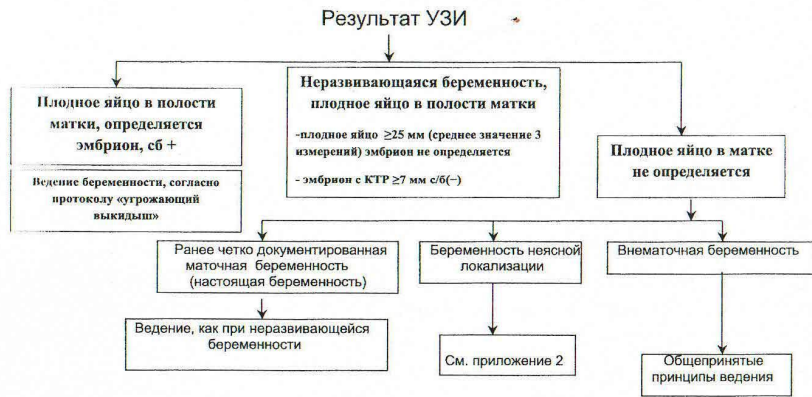 Результат УЗИ
Плодное яйцо в полости
матки, определяется
эмбрион, сб +
Ведение беременности, согласно
протоколу «угрожающий
выкидыш»
Неразвивающаяся беременность,
плодное яйцо в полости матки
-плодное яйцо ≥25 мм (среднее значение 3
измерений) эмбрион не определяется
- эмбрион с КТР ≥7 мм с/б(−)
Плодное яйцо в матке
не определяется
Ранее четко документированная
маточная беременность
(настоящая беременность)
Беременность неясной
локализации
Внематочная беременность
Ведение, как при неразвивающейся
беременности
См. приложение 2
Общепринятые
принципы ведения